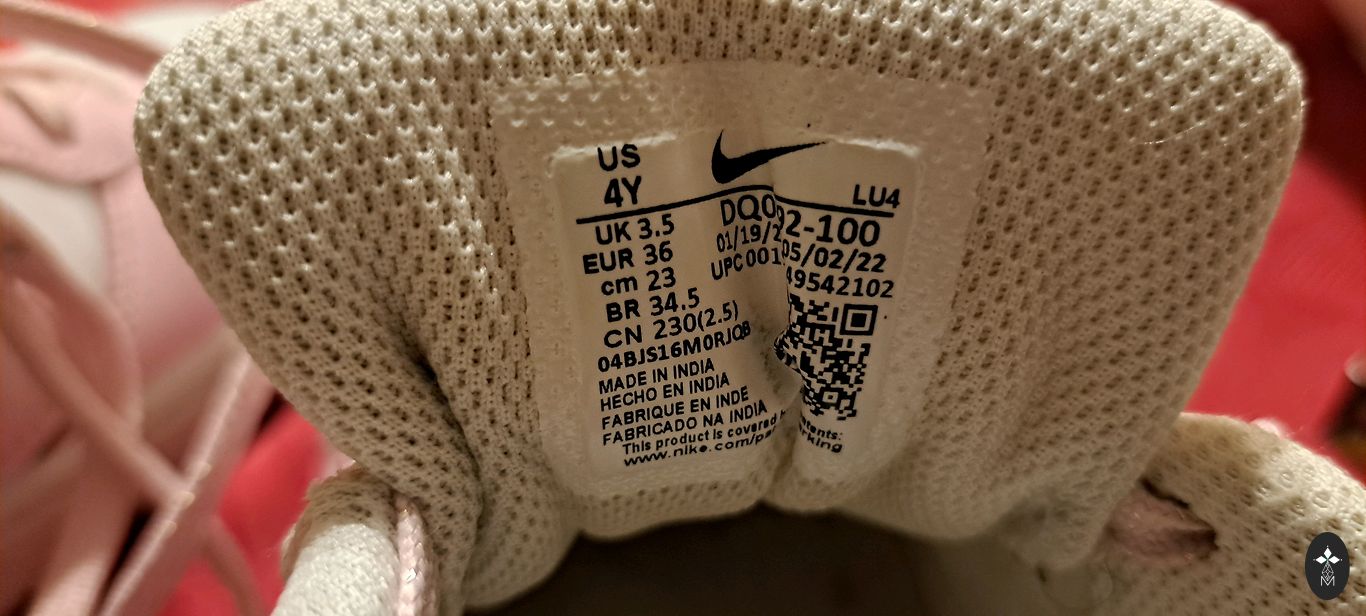 US
4Y
UK 3.5
EUR 36
cm 23
BR 34.5
CN 230(2.5)
04BJS16M0RJQB
MADE IN INDIA
HECHO EN INDIA
FABRIQUE EN INDE
FABRICADO NA INDIA
This product is covered
www.nike.com/pa rking
LU4
DQ0 92-100
01/19/2 05/02/22
UPC 001 49542102
M